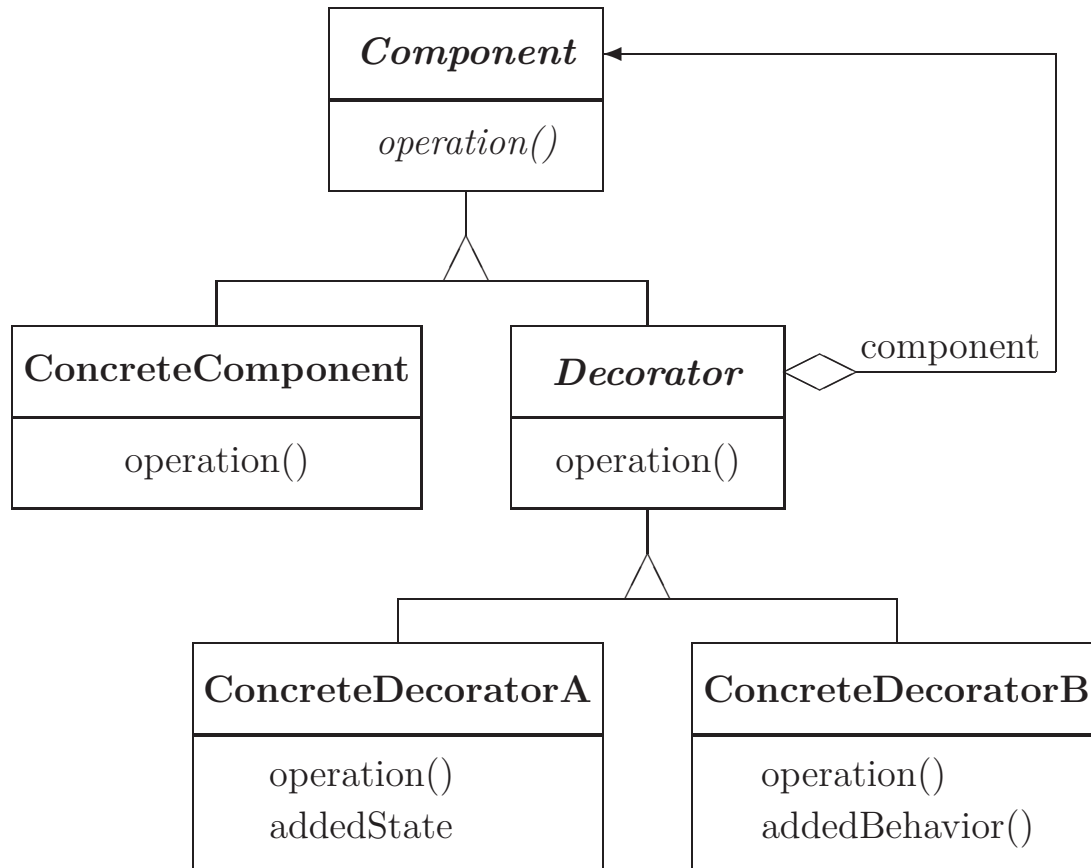 Component
operation()
ConcreteComponent
operation()
Decorator
operation()
component
ConcreteDecoratorA
operation()
addedState
ConcreteDecoratorB
operation()
addedBehavior()